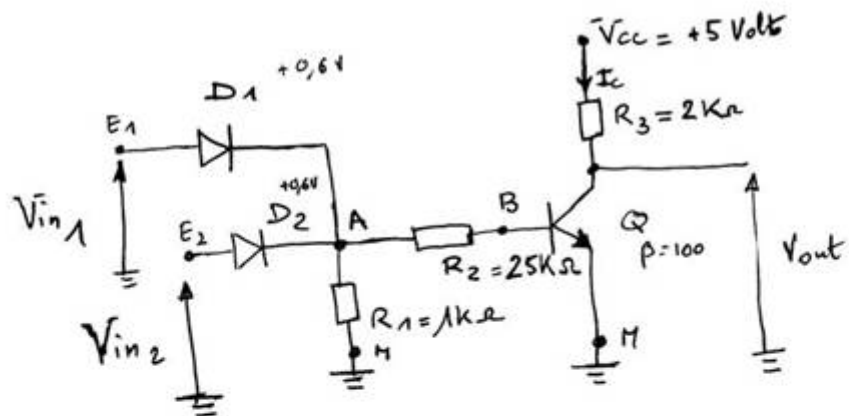 Vcc = +5 Volt
+0,6 V
D1
Ic
R3 = 2KΩ
E1
+0,6V
Vin1
D2
A
B
E2
Q
β=100
R2 = 25KΩ
Vout
R1 = 1KΩ
Vin2
M
M